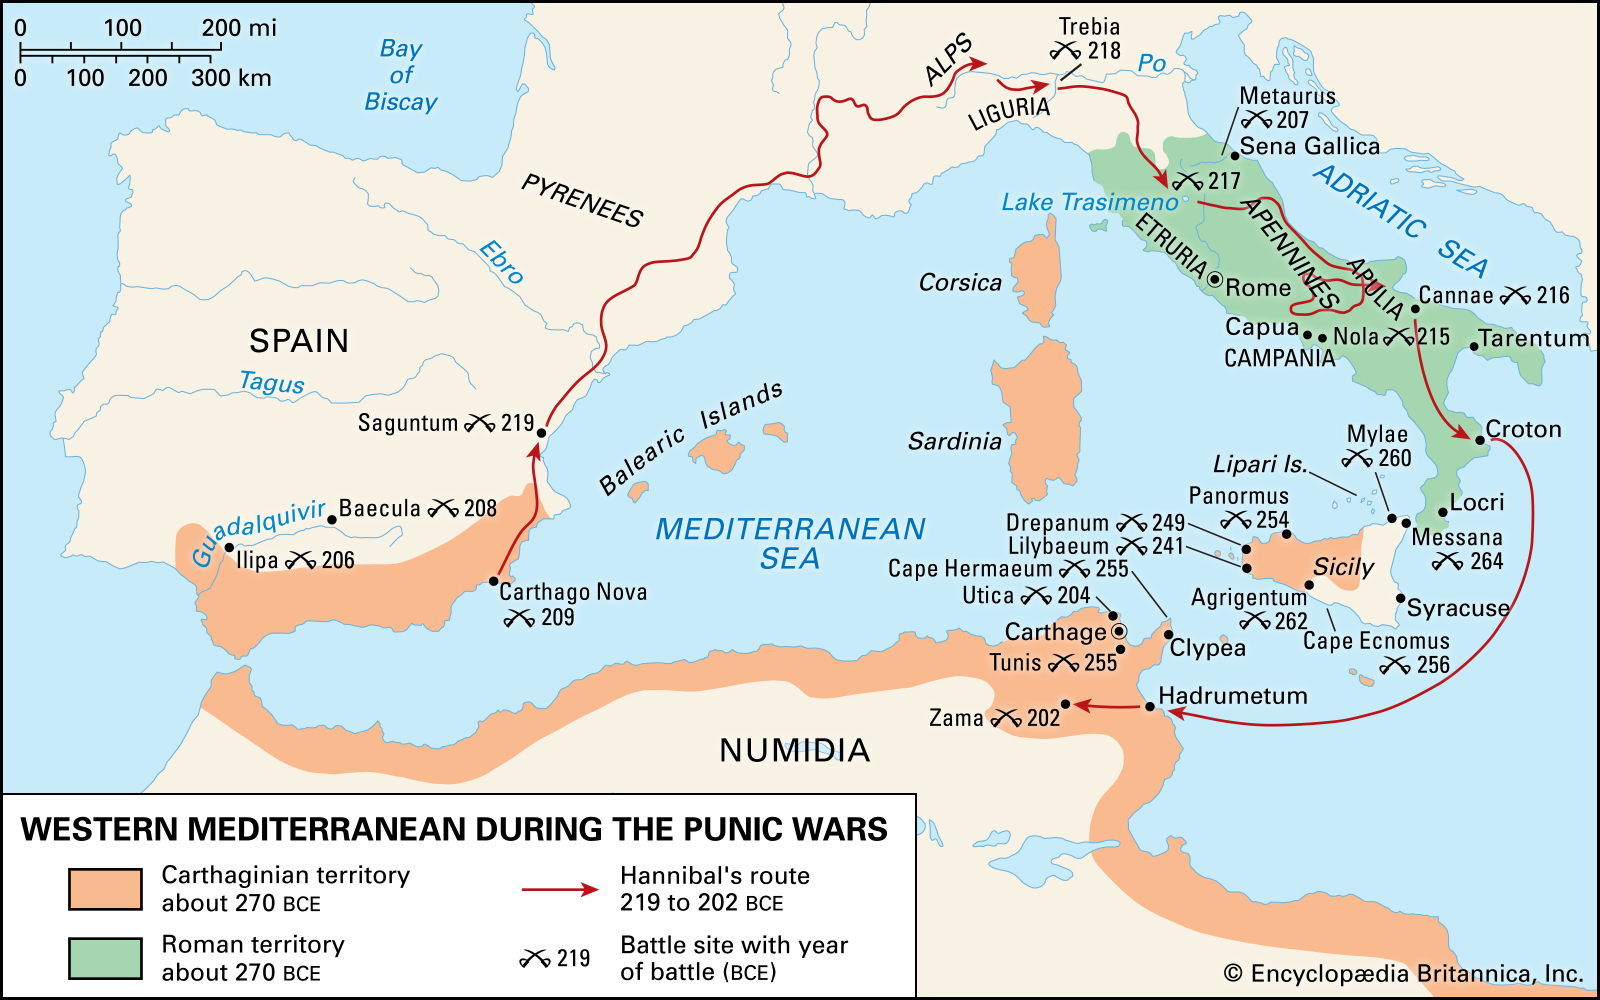 0 100 200 mi
0 100 200 300 km
Bay
of
Biscay
ALPS
Trebia
218
Po
LIGURIA
Metaurus
207
Sena Gallica
PYRENEES
217
Lake Trasimeno
ADRIATIC SEA
ETRURIA
APENNINES
APULIA
Ebro
Corsica
Rome
Cannae 216
SPAIN
Capua
Nola 215
Tarentum
CAMPANIA
Tagus
Saguntum 219
Balearic Islands
Sardinia
Croton
Mylae
260
Lipari Is.
Baecula 208
Guadalquivir
Panormus
254
Locri
MEDITERRANEAN
SEA
Drepanum 249
Lilybaeum 241
Messana
264
Ilipa 206
Cape Hermaeum 255
Sicily
Carthago Nova
209
Utica 204
Agrigentum
262
Syracuse
Carthage
Clypea
Cape Ecnomus
256
Tunis 255
Hadrumetum
Zama 202
NUMIDIA
WESTERN MEDITERRANEAN DURING THE PUNIC WARS
Carthaginian territory
about 270 BCE
Hannibal's route
219 to 202 BCE
Roman territory
about 270 BCE
219
Battle site with year
of battle (BCE)
© Encyclopædia Britannica, Inc.